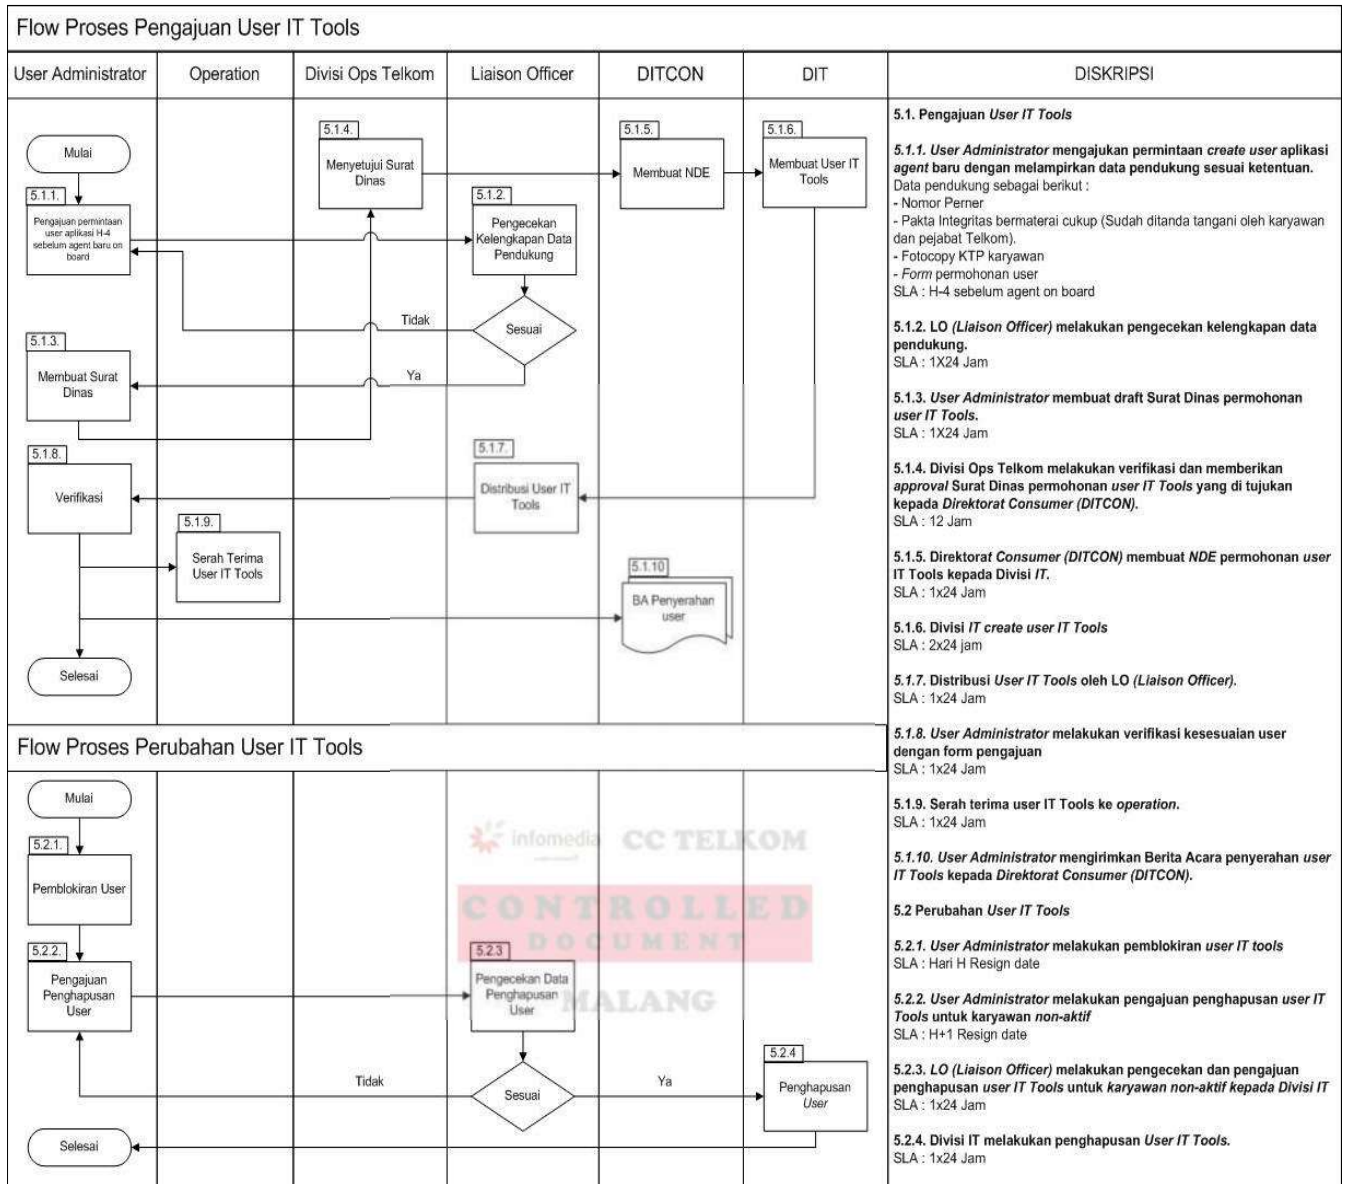 Flow Proses Pengajuan User IT Tools
User Administrator
Operation
Divisi Ops Telkom
Liaison Officer
DITCON
DIT
DISKRIPSI
Mulai
5.1.1.
Pengajuan permintaan
user aplikasi H-4
sebelum agent baru on
board
5.1.4.
Menyetujui Surat
Dinas
5.1.2.
Pengecekan
Kelengkapan Data
Pendukung
Sesuai
Tidak
Ya
5.1.5.
Membuat NDE
5.1.6.
Membuat User IT
Tools
5.1.3.
Membuat Surat
Dinas
5.1.8.
Verifikasi
5.1.7.
Distribusi User IT
Tools
5.1.9.
Serah Terima
User IT Tools
5.1.10
BA Penyerahan
user
Selesai
5.1. Pengajuan User IT Tools
5.1.1. User Administrator mengajukan permintaan create user aplikasi
agent baru dengan melampirkan data pendukung sesuai ketentuan.
Data pendukung sebagai berikut :
- Nomor Perner
- Pakta Integritas bermaterai cukup (Sudah ditanda tangani oleh karyawan
dan pejabat Telkom).
- Fotocopy KTP karyawan
- Form permohonan user
SLA : H-4 sebelum agent on board
5.1.2. LO (Liaison Officer) melakukan pengecekan kelengkapan data
pendukung.
SLA : 1X24 Jam
5.1.3. User Administrator membuat draft Surat Dinas permohonan
user IT Tools.
SLA : 1X24 Jam
5.1.4. Divisi Ops Telkom melakukan verifikasi dan memberikan
approval Surat Dinas permohonan user IT Tools yang di tujukan
kepada Direktorat Consumer (DITCON).
SLA : 12 Jam
5.1.5. Direktorat Consumer (DITCON) membuat NDE permohonan user
IT Tools kepada Divisi IT.
SLA : 1x24 Jam
5.1.6. Divisi IT create user IT Tools
SLA : 2x24 jam
5.1.7. Distribusi User IT Tools oleh LO (Liaison Officer).
SLA : 1x24 Jam
5.1.8. User Administrator melakukan verifikasi kesesuaian user
dengan form pengajuan
SLA : 1x24 Jam
5.1.9. Serah terima user IT Tools ke operation.
SLA : 1x24 Jam
5.1.10. User Administrator mengirimkan Berita Acara penyerahan user
IT Tools kepada Direktorat Consumer (DITCON).
5.2 Perubahan User IT Tools
5.2.1. User Administrator melakukan pemblokiran user IT tools
SLA : Hari H Resign date
5.2.2. User Administrator melakukan pengajuan penghapusan user IT
Tools untuk karyawan non-aktif
SLA : H+1 Resign date
5.2.3. LO (Liaison Officer) melakukan pengecekan dan pengajuan
penghapusan user IT Tools untuk karyawan non-aktif kepada Divisi IT
SLA : 1x24 Jam
5.2.4. Divisi IT melakukan penghapusan User IT Tools.
SLA : 1x24 Jam
Flow Proses Perubahan User IT Tools
Mulai
5.2.1.
Pemblokiran User
5.2.2.
Pengajuan
Penghapusan
User
infomedia CC TELKOM
CONTROLLED
DOCUMENT
MALANG
5.2.3
Pengecekan Data
Penghapusan
User
Sesuai
Tidak
Ya
5.2.4
Penghapusan
User
Selesai